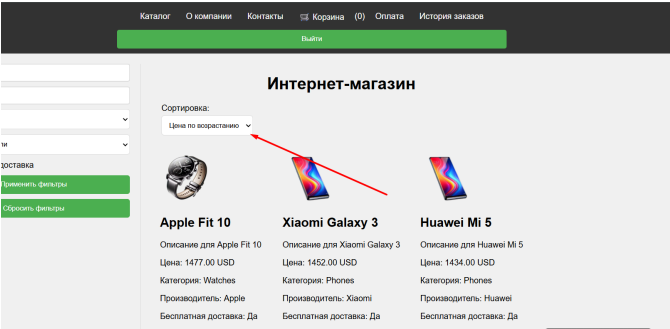 Каталог О компании Контакты Корзина (0) Оплата История заказов
Выйти
Интернет-магазин
Сортировка:
Цена по возрастанию
доставка
Применить фильтры
Сбросить фильтры
Apple Fit 10 Xiaomi Galaxy 3 Huawei Mi 5
Описание для Apple Fit 10 Описание для Xiaomi Galaxy 3 Описание для Huawei Mi 5
Цена: 1477.00 USD Цена: 1452.00 USD Цена: 1434.00 USD
Категория: Watches Категория: Phones Категория: Phones
Производитель: Apple Производитель: Xiaomi Производитель: Huawei
Бесплатная доставка: Да Бесплатная доставка: Да Бесплатная доставка: Да